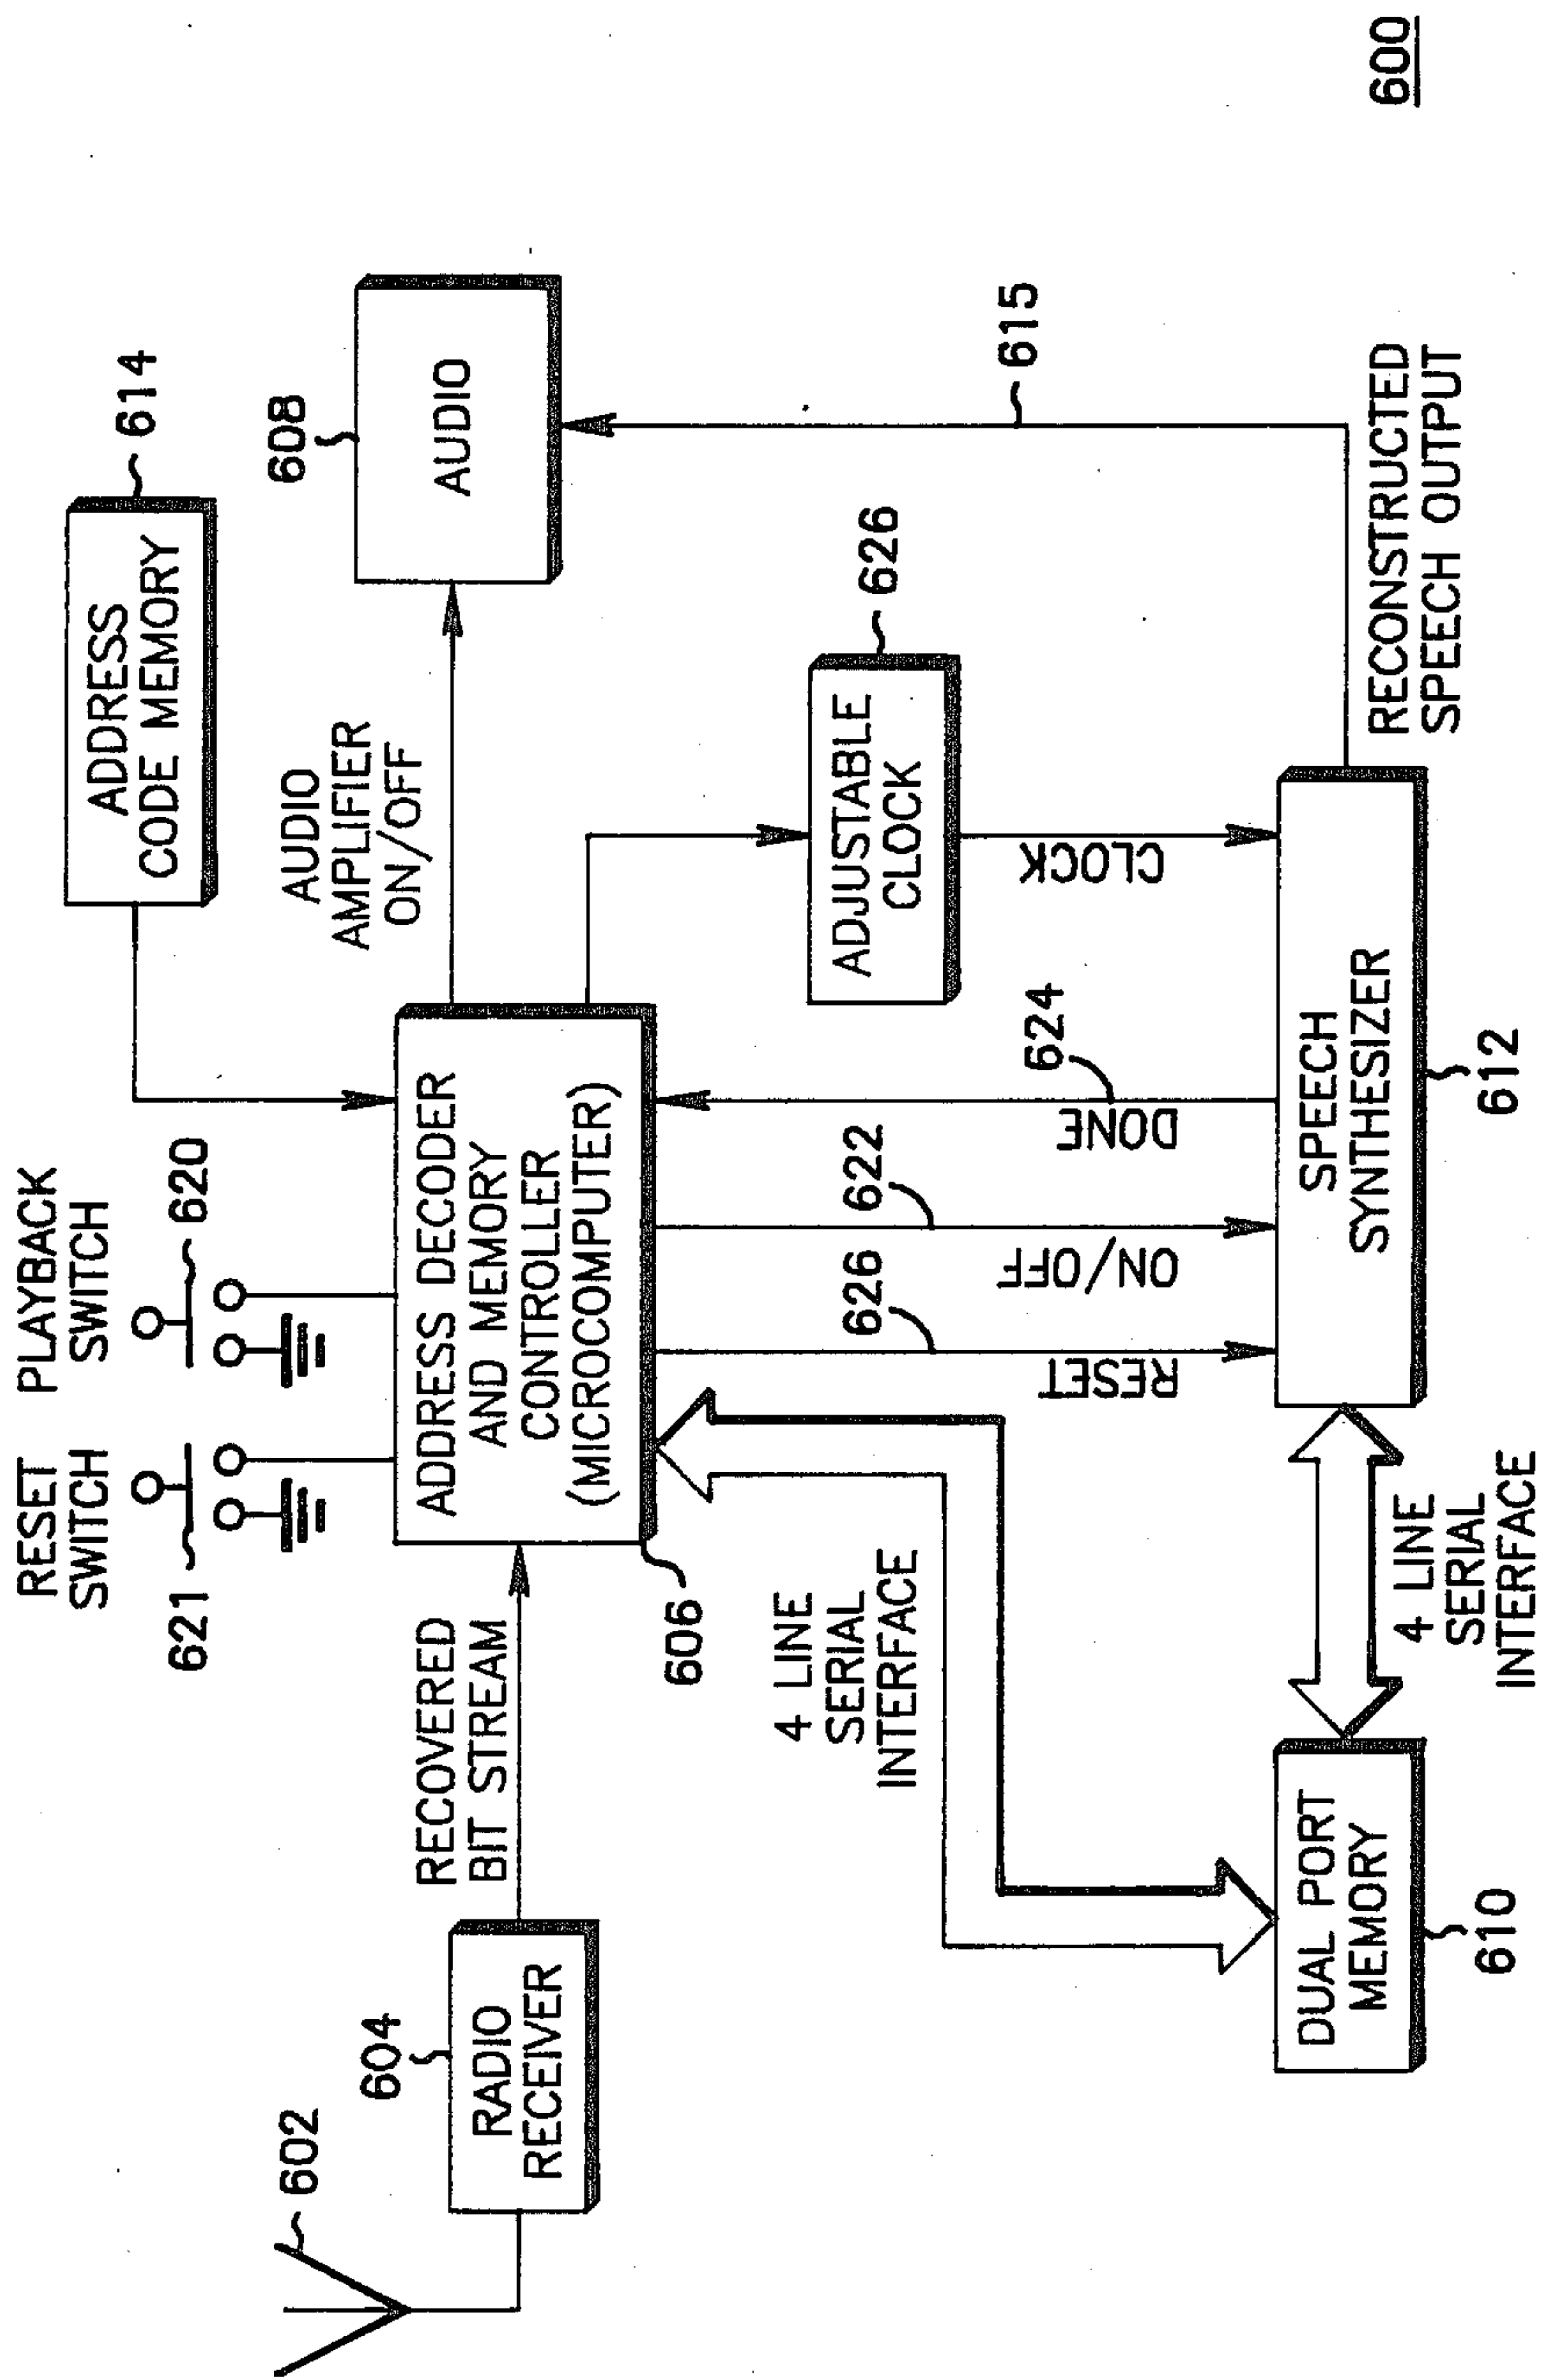 RESET
SWITCH
621
PLAYBACK
SWITCH
620
ADDRESS
CODE MEMORY
614
602
604
RADIO
RECEIVER
RECOVERED
BIT STREAM
ADDRESS DECODER
AND MEMORY
CONTROLLER
(MICROCOMPUTER)
606
AUDIO
AMPLIFIER
ON/OFF
608
AUDIO
4 LINE
SERIAL
INTERFACE
RESET
626
ON/OFF
622
DONE
624
ADJUSTABLE
CLOCK
626
CLOCK
615
DUAL PORT
MEMORY
610
4 LINE
SERIAL
INTERFACE
SPEECH
SYNTHESIZER
612
RECONSTRUCTED
SPEECH OUTPUT
600